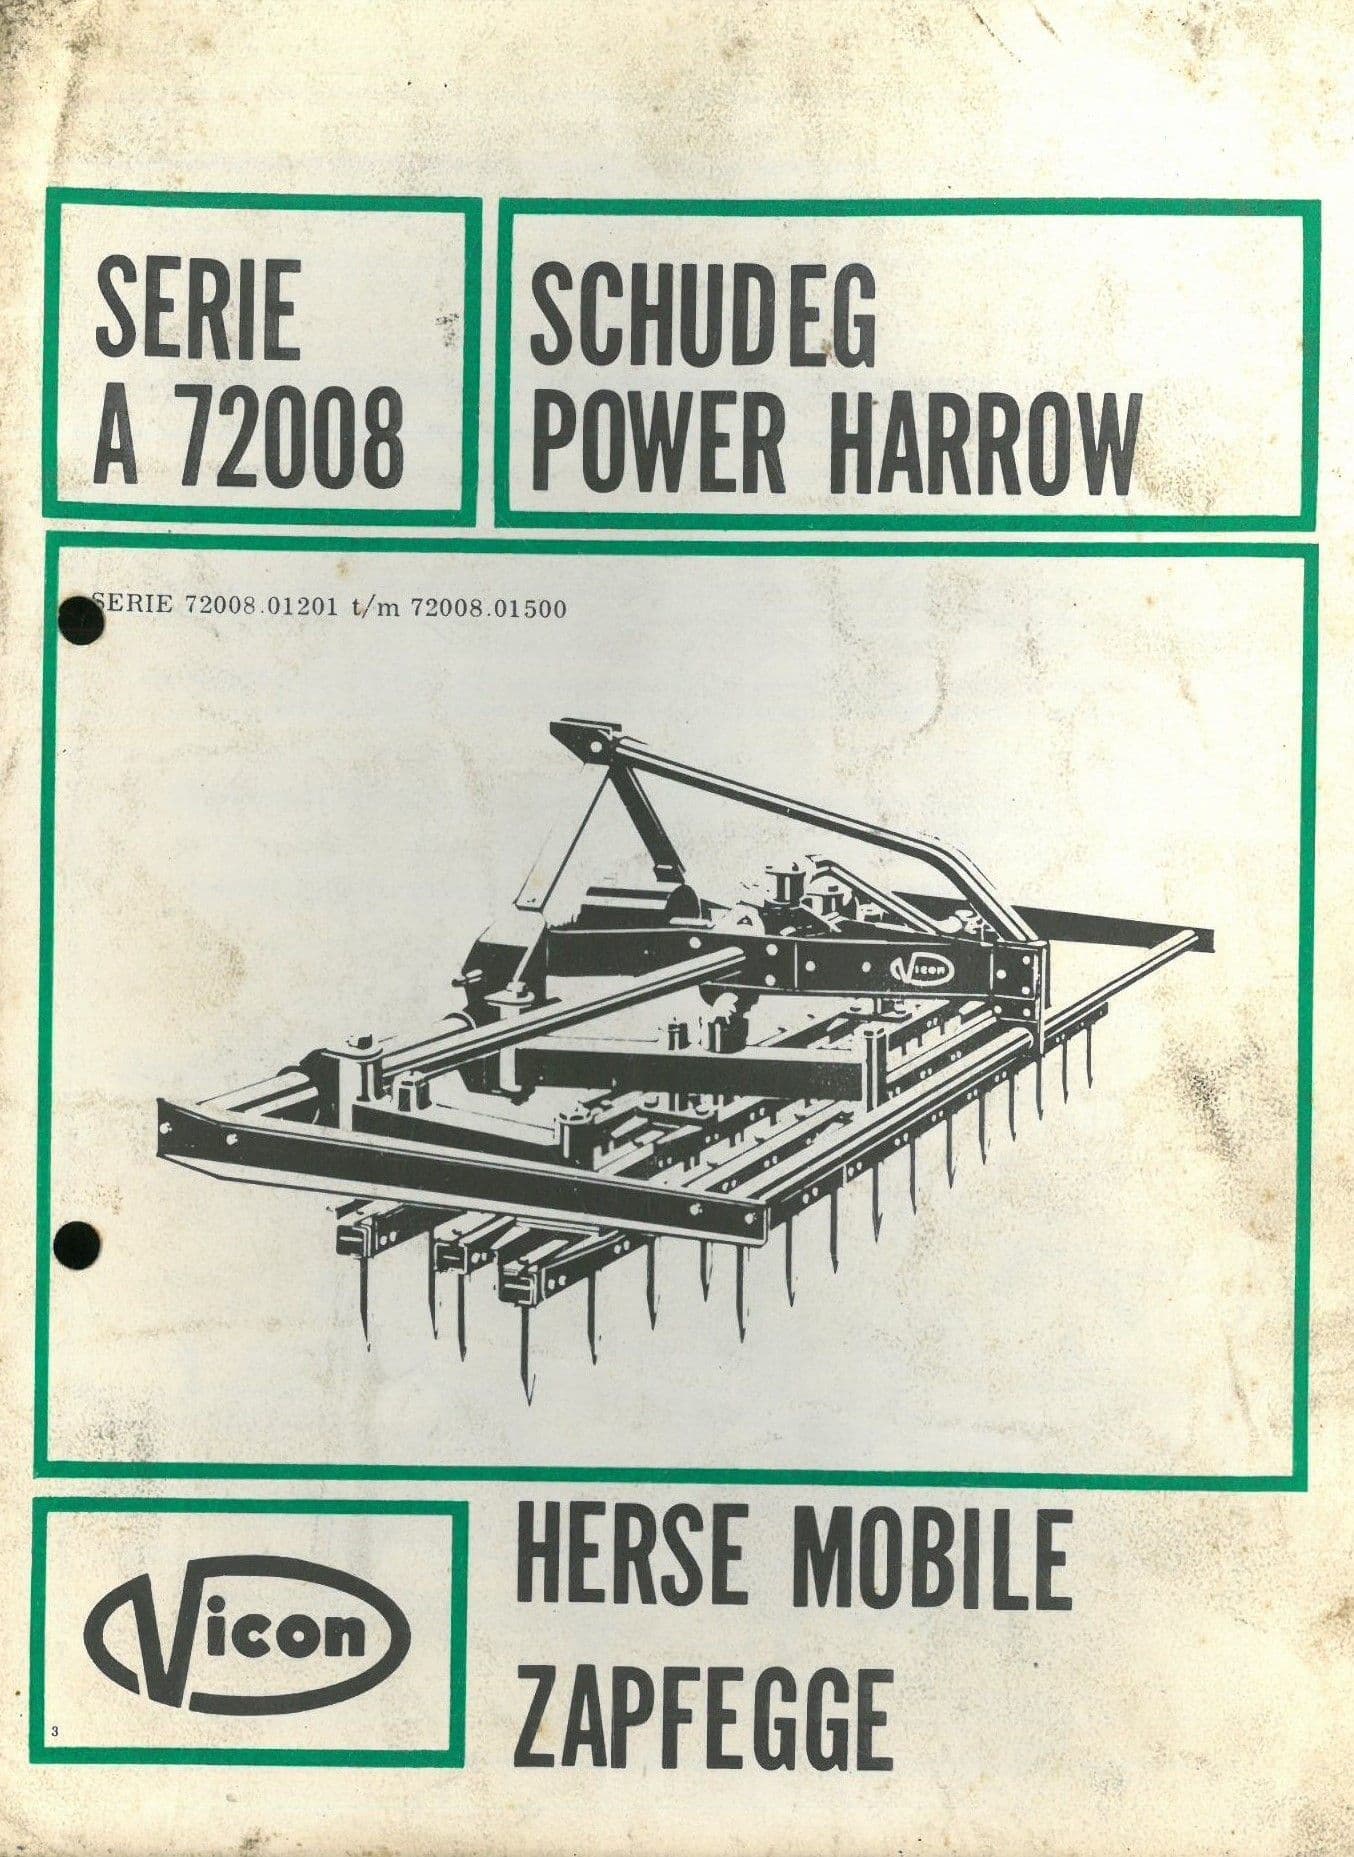 SERIE
A 72008
SCHUDEG
POWER HARROW
SERIE 72008.01201 t/m 72008.01500
Vicon
HERSE MOBILE
ZAPFEGGE
Vicon
3